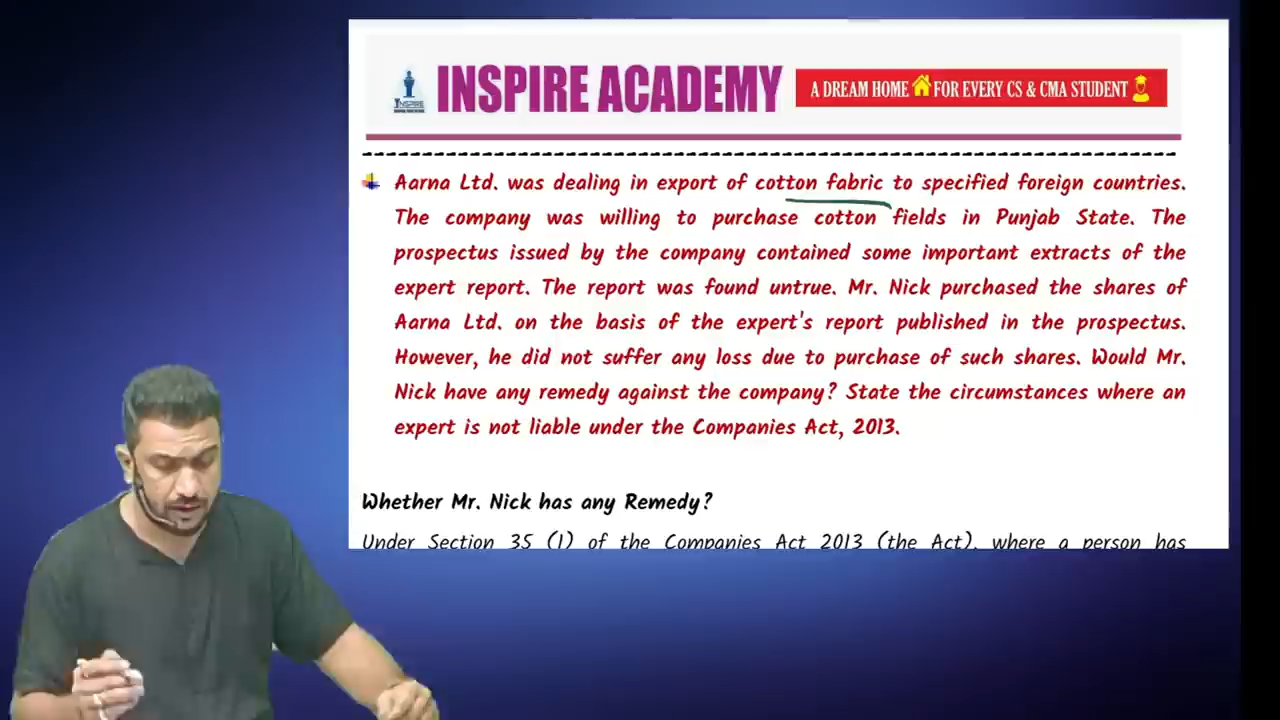 INSPIRE
INSPIRE ACADEMY
A DREAM HOME FOR EVERY CS & CMA STUDENT
Aarna Ltd. was dealing in export of cotton fabric to specified foreign countries.
The company was willing to purchase cotton fields in Punjab State. The
prospectus issued by the company contained some important extracts of the
expert report. The report was found untrue. Mr. Nick purchased the shares of
Aarna Ltd. on the basis of the expert's report published in the prospectus.
However, he did not suffer any loss due to purchase of such shares. Would Mr.
Nick have any remedy against the company? State the circumstances where an
expert is not liable under the Companies Act, 2013.
Whether Mr. Nick has any Remedy?
Under Section 35 (1) of the Companies Act 2013 (the Act), where a person has